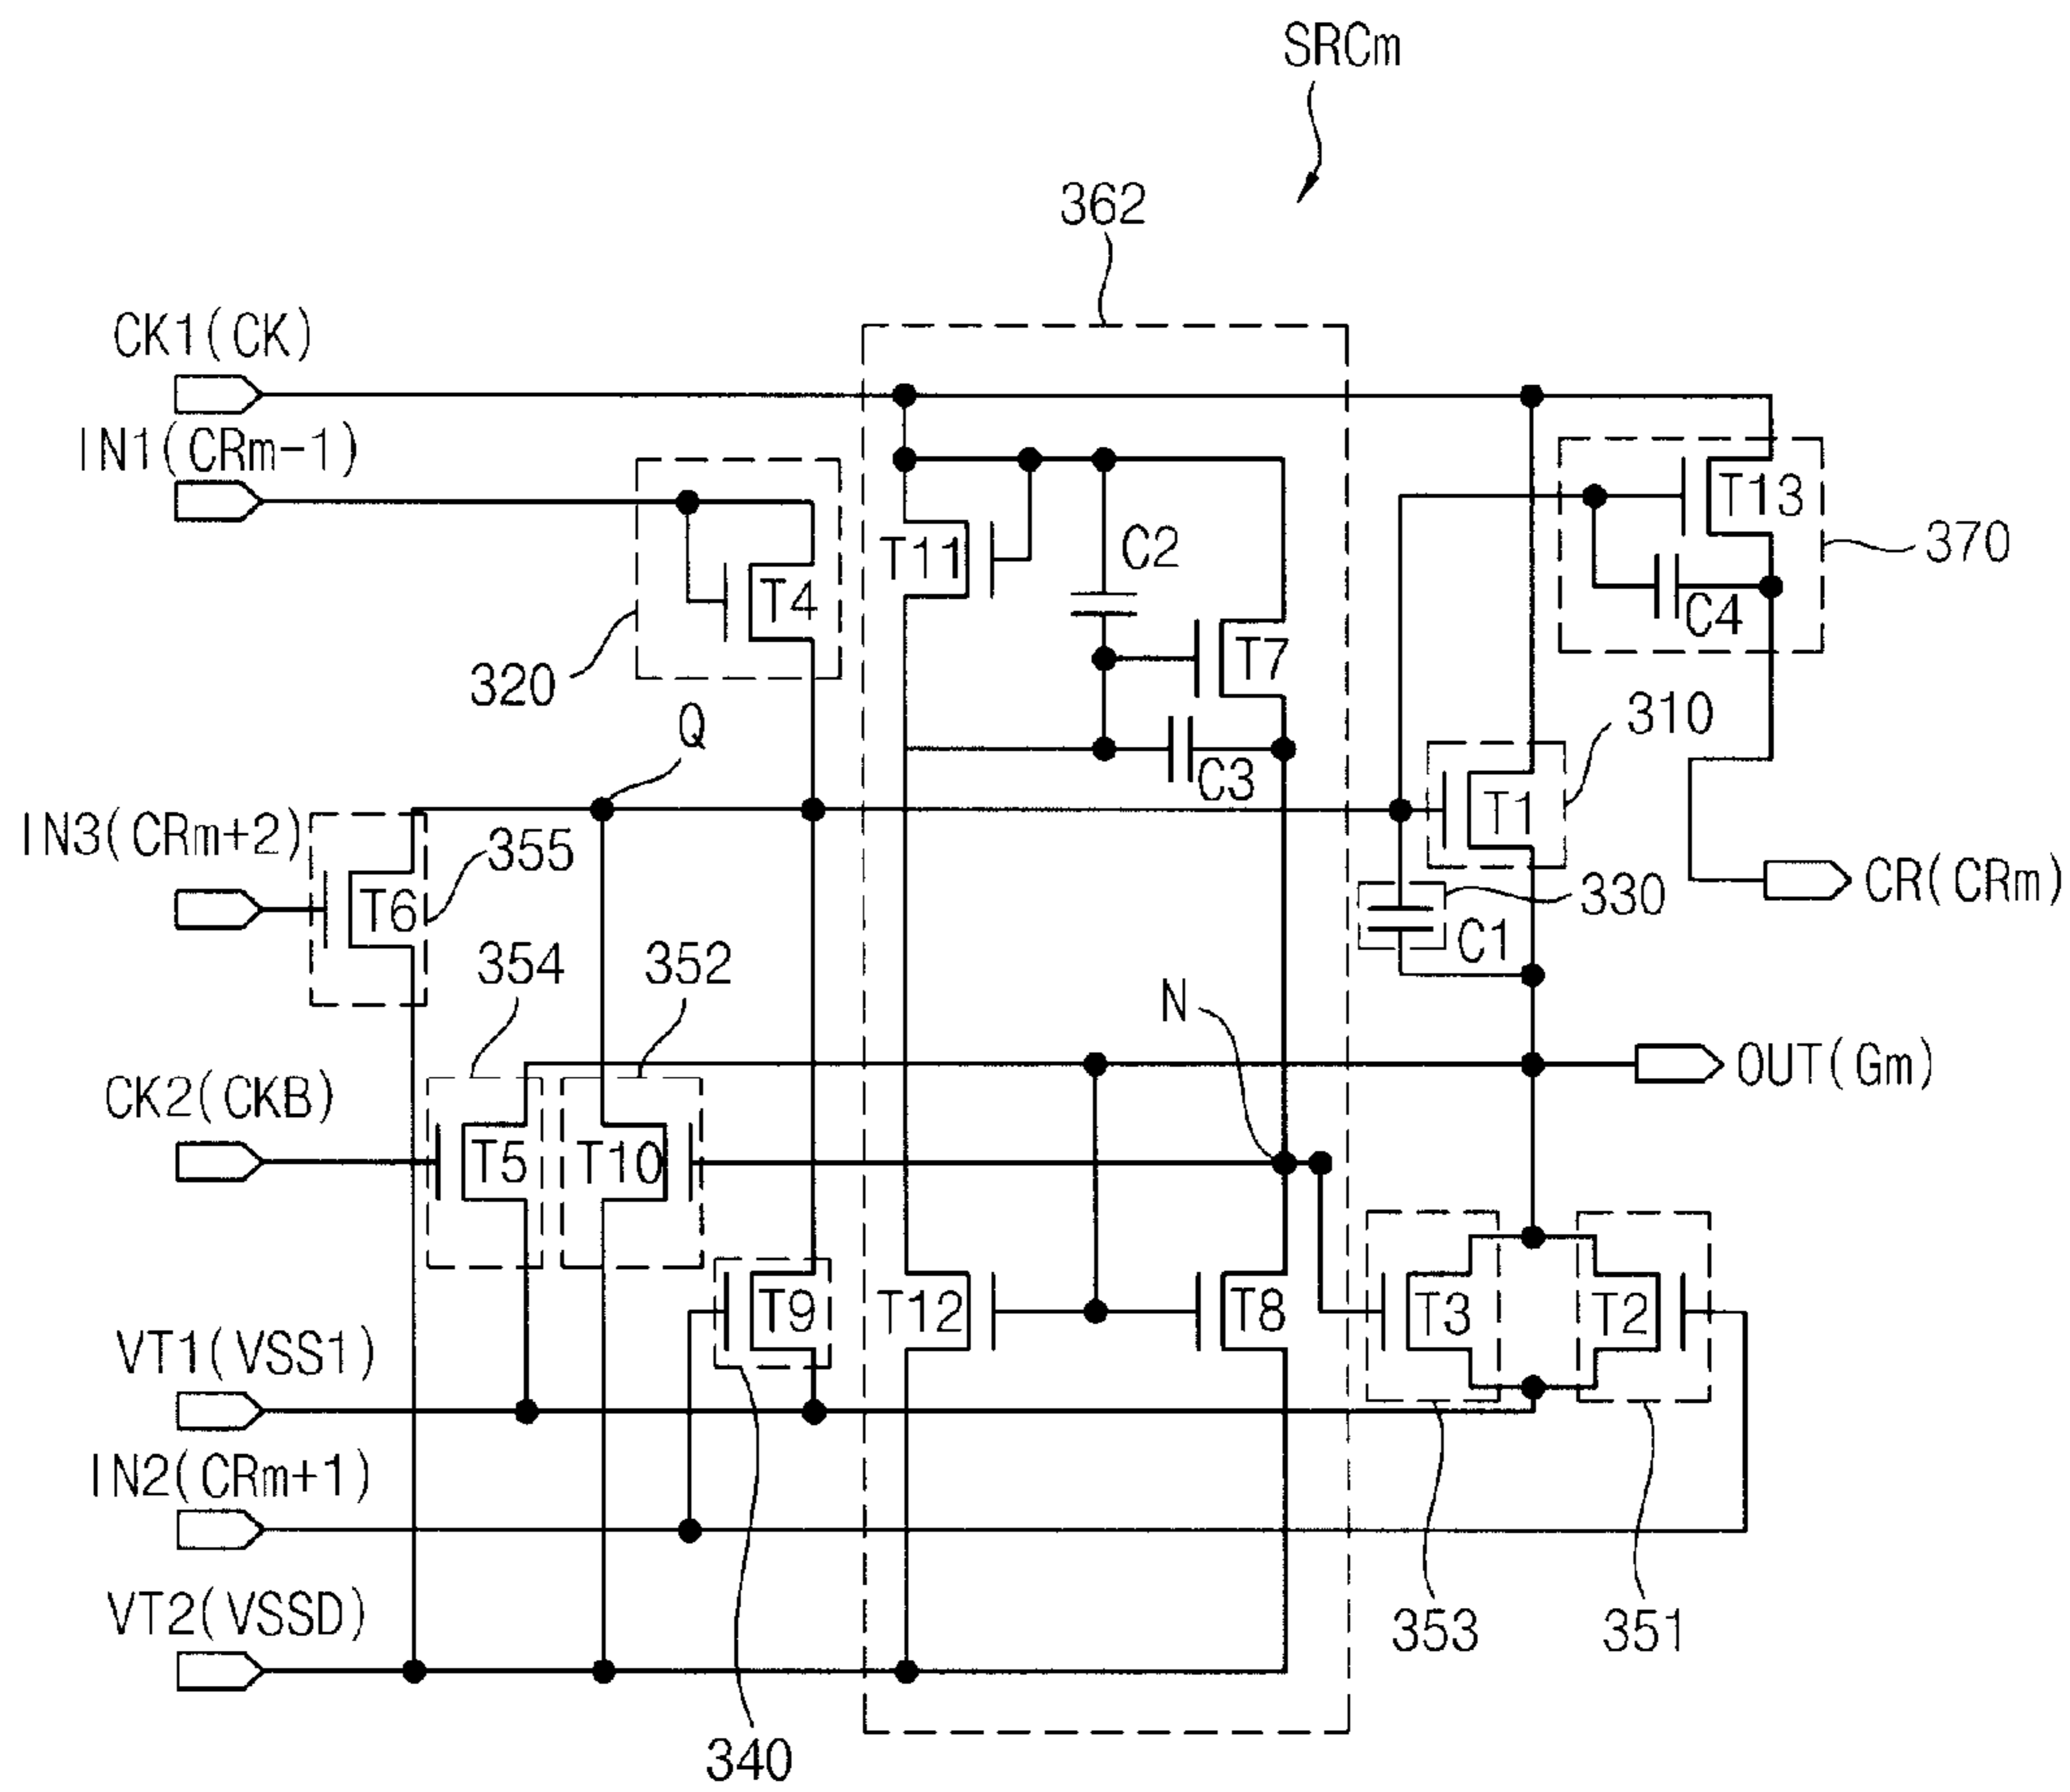 SRCm
362
CK1(CK)
IN1(CRm-1)
T13
T11
C2
370
T4
C4
T7
320
310
Q
C3
T1
IN3(CRm+2)
355
T6
330
CR(CRm)
C1
354
352
N
OUT(Gm)
CK2(CKB)
T5
T10
T9
T12
T8
T3
T2
VT1(VSS1)
IN2(CRm+1)
VT2(VSSD)
353
351
340